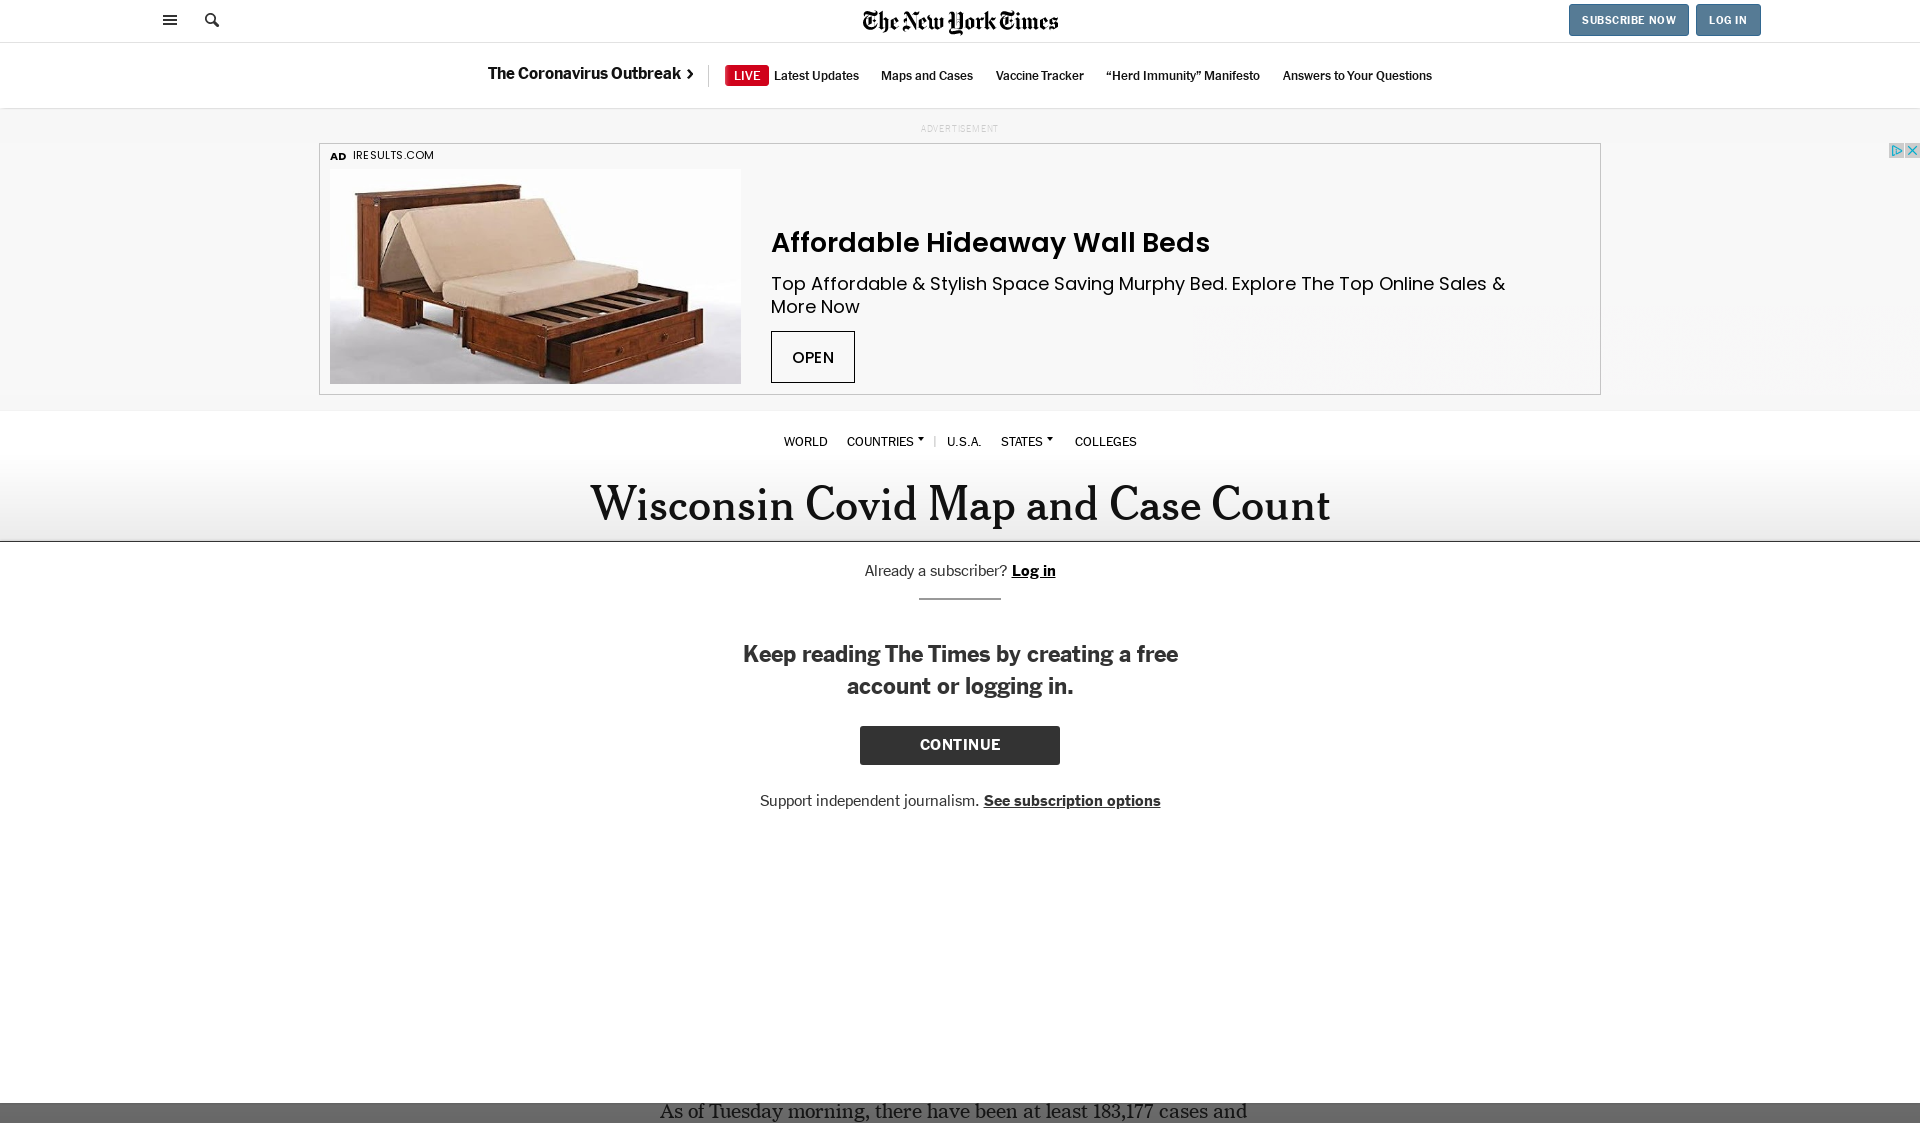 The New York Times
SUBSCRIBE NOW
LOG IN
The Coronavirus Outbreak
LIVE
Latest Updates
Maps and Cases
Vaccine Tracker
“Herd Immunity” Manifesto
Answers to Your Questions
ADVERTISEMENT
AD IRESULTS.COM
Affordable Hideaway Wall Beds
Top Affordable & Stylish Space Saving Murphy Bed. Explore The Top Online Sales &
More Now
OPEN
WORLD
COUNTRIES
U.S.A.
STATES
COLLEGES
Wisconsin Covid Map and Case Count
Already a subscriber? Log in
Keep reading The Times by creating a free
account or logging in.
CONTINUE
Support independent journalism. See subscription options
As of Tuesday morning, there have been at least 183,177 cases and